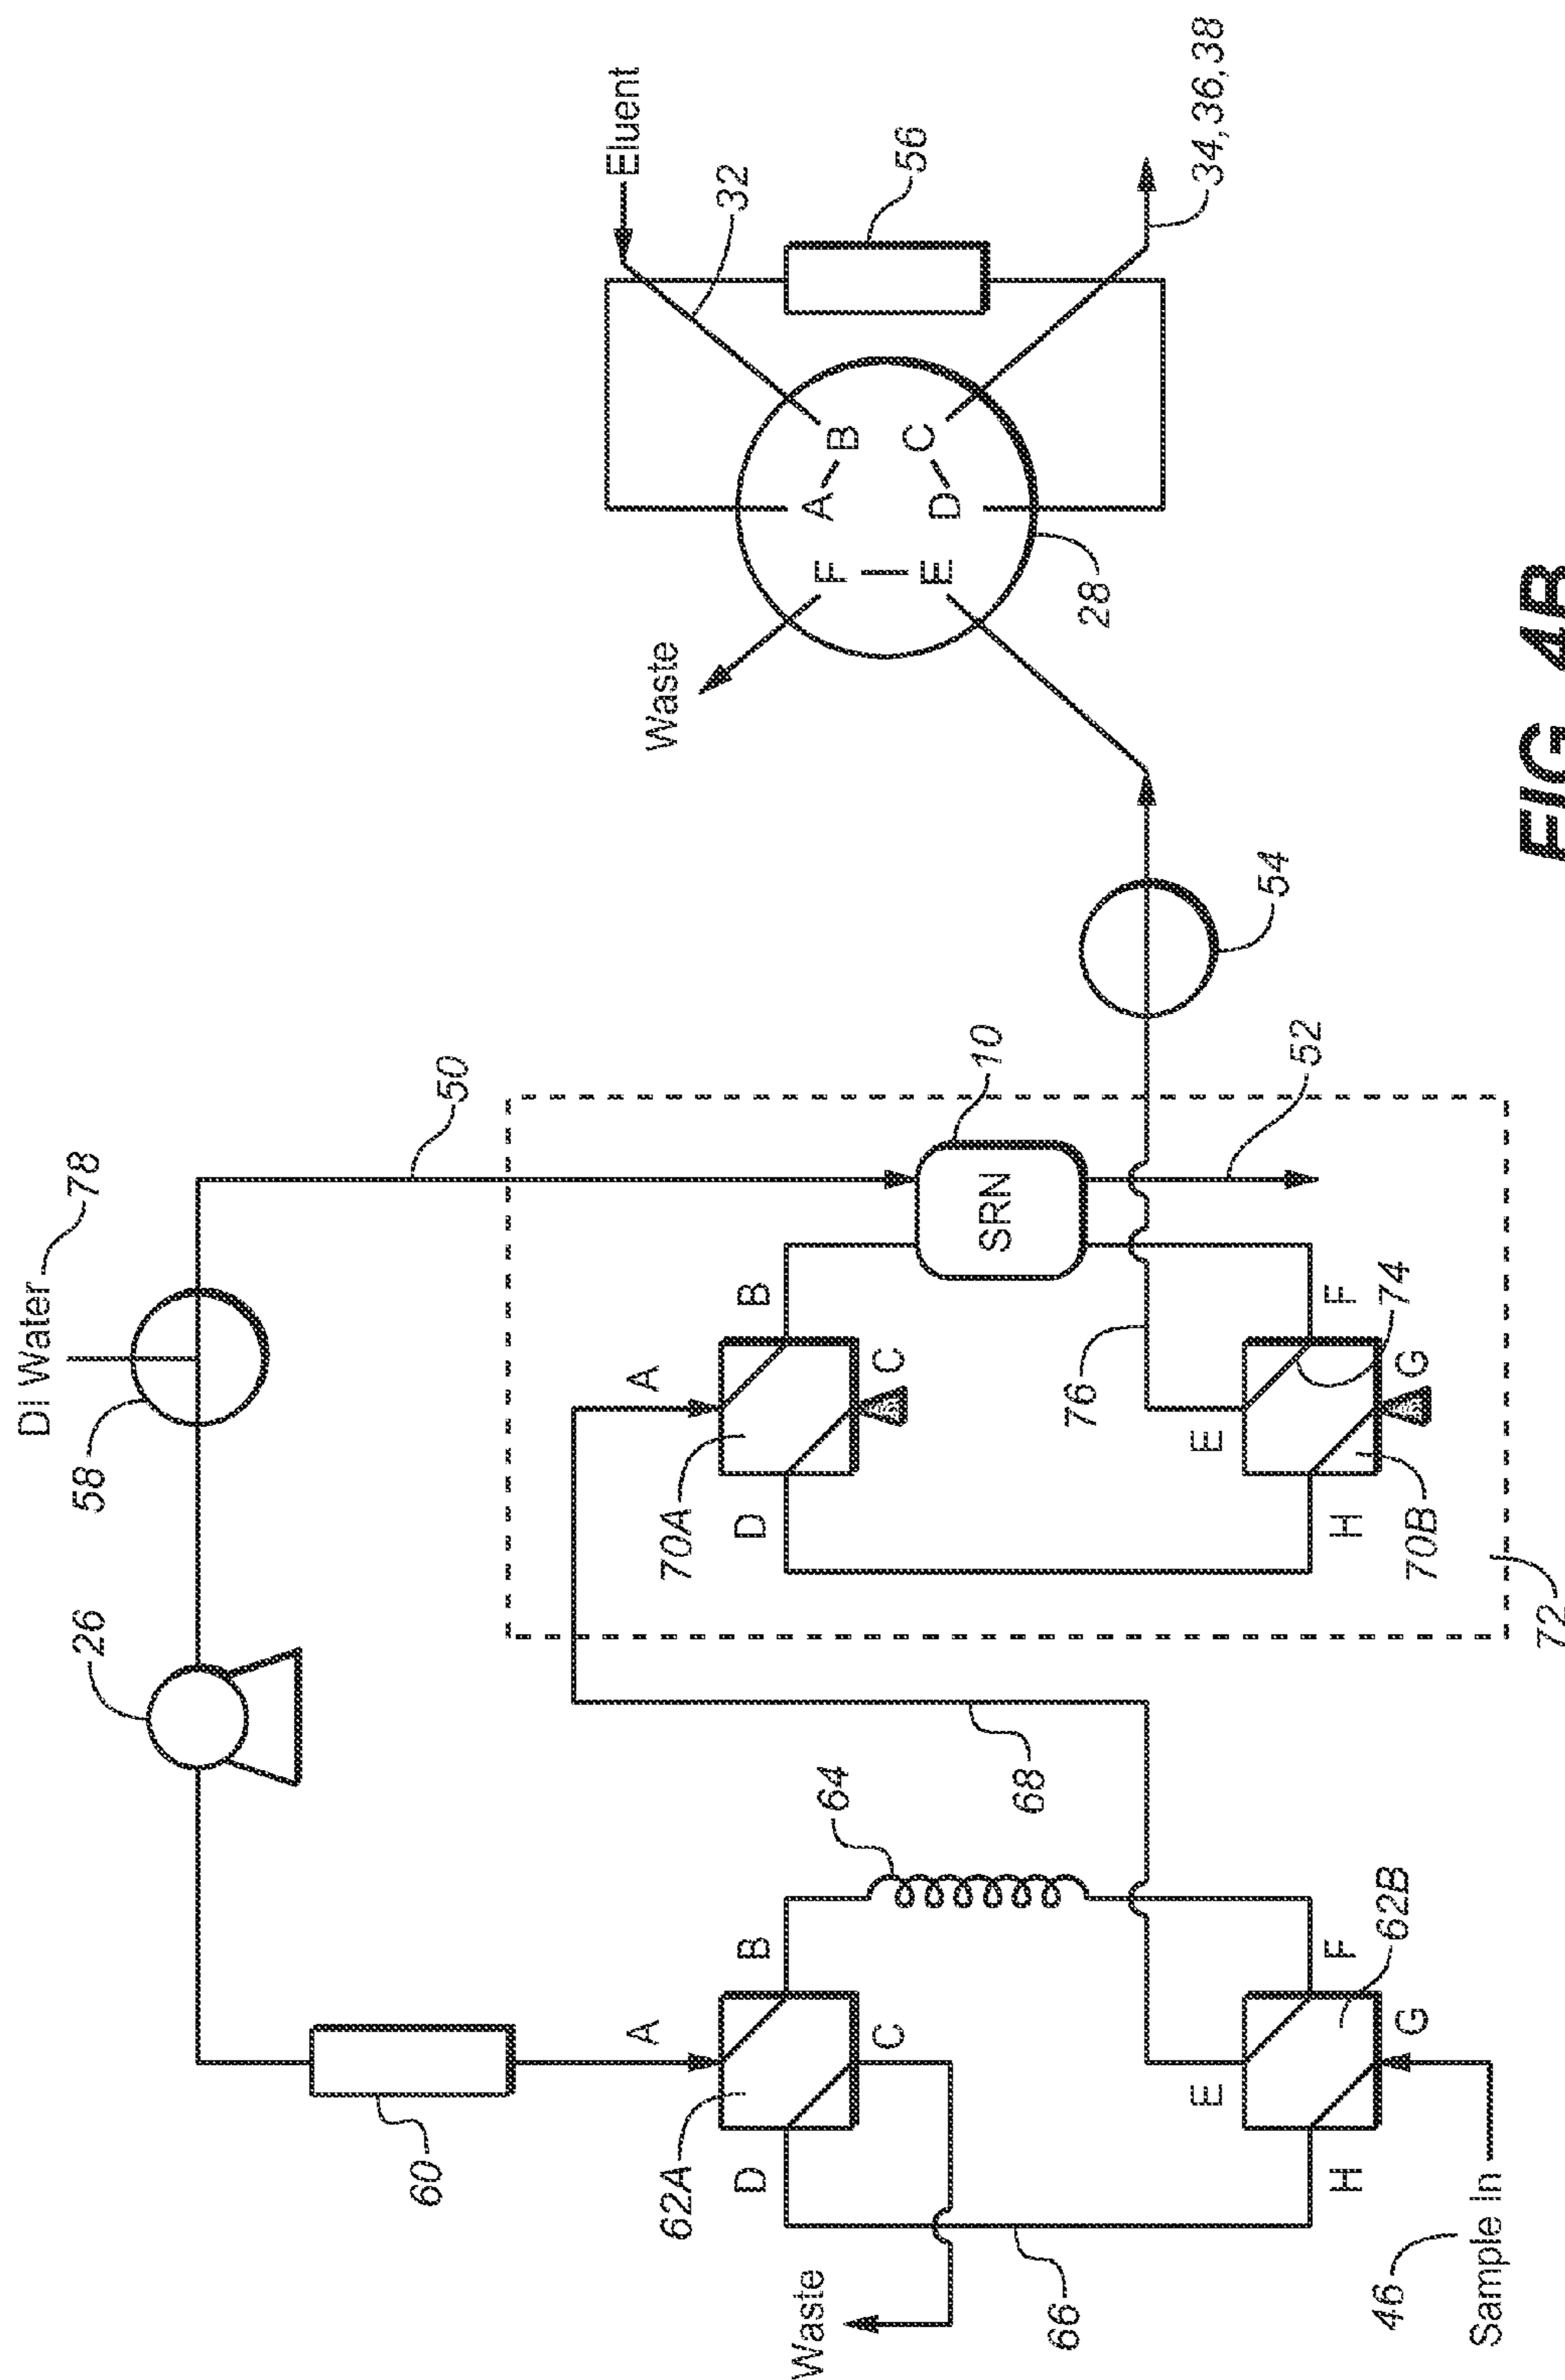 DI Water
78
58
26
50
60
A
B
C
D
62A
64
66
68
E
F
G
H
62B
46
Sample In
Waste
A
B
C
D
70A
10
SRN
52
76
E
F
G
H
74
70B
72
54
Waste
Eluent
32
56
A
B
C
D
E
F
28
34,36,38
FIG. 4B